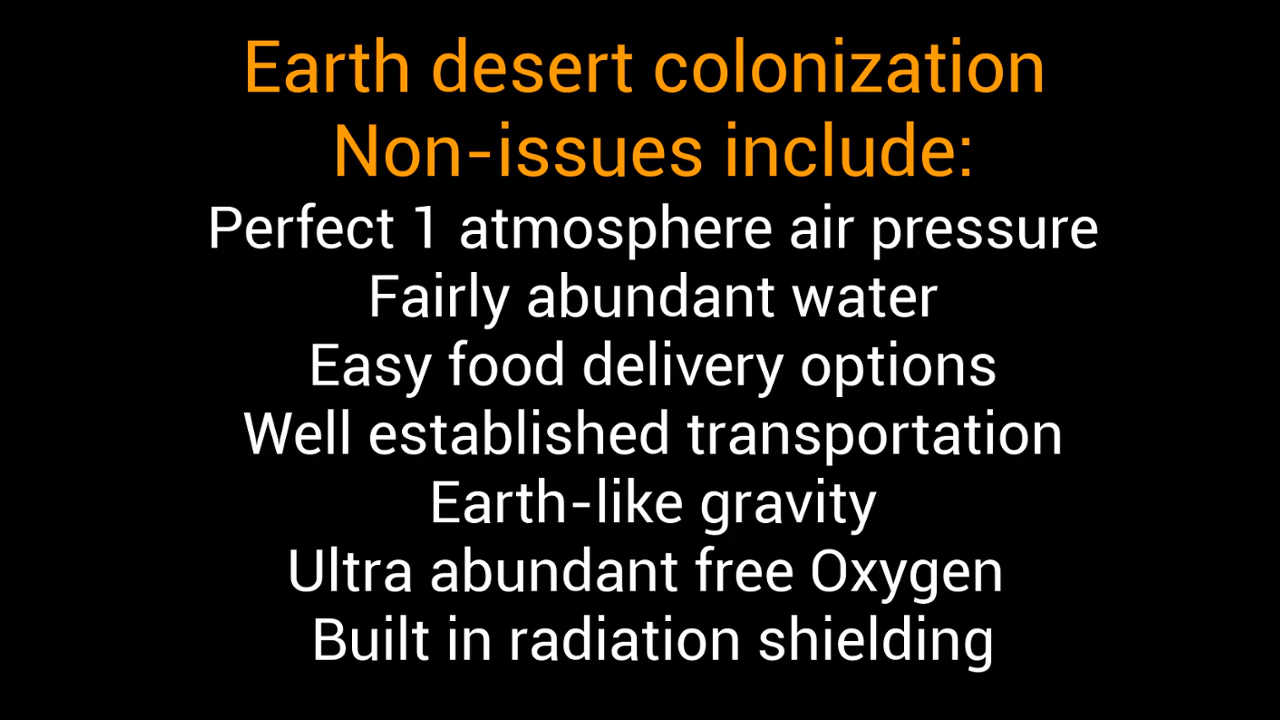 Earth desert colonization
Non-issues include:
Perfect 1 atmosphere air pressure
Fairly abundant water
Easy food delivery options
Well established transportation
Earth-like gravity
Ultra abundant free Oxygen
Built in radiation shielding